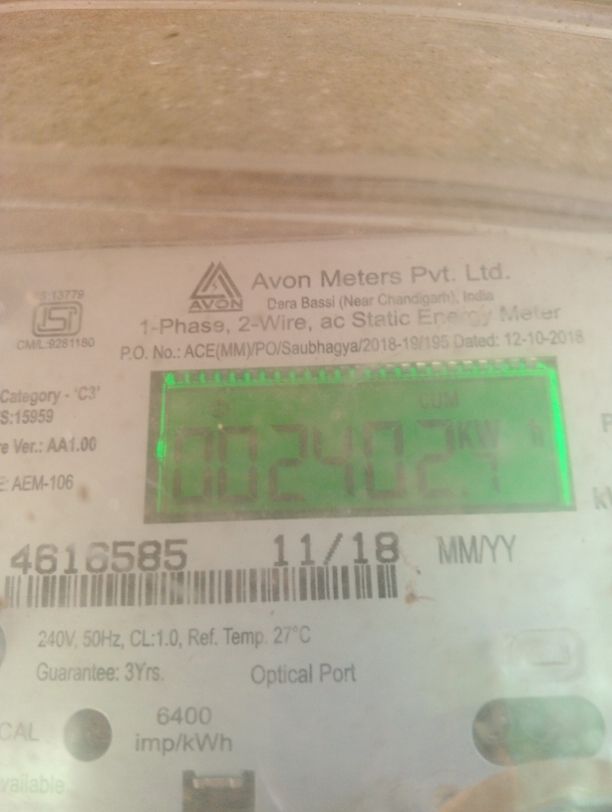 Avon Meters Pvt. Ltd.
AVON
Dera Bassi (Near Chandigarh), India
IS:13779
ISI
CM/L:9281180
1-Phase, 2-Wire, ac Static Energy Meter
P.O. No.: ACE(MM)/PO/Saubhagya/2018-19/195 Dated: 12-10-2018
Category - 'C3'
S:15959
re Ver.: AA1.00
E: AEM-106
CUM
002402.4 KW h
4616585 11/18 MM/YY
240V, 50Hz, CL:1.0, Ref. Temp. 27°C
Guarantee: 3Yrs. Optical Port
CAL
6400
imp/kWh
vailable